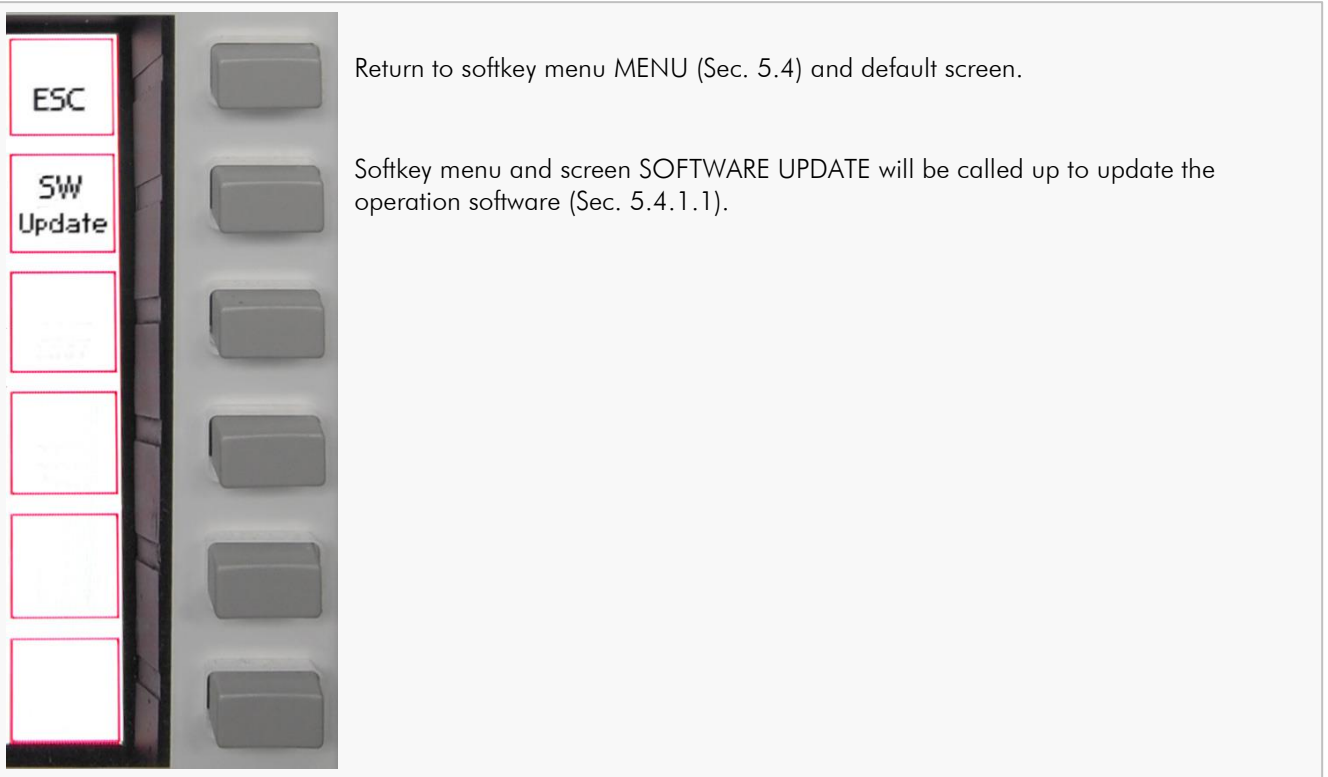 ESC
Return to softkey menu MENU (Sec. 5.4) and default screen.
SW
Update
Softkey menu and screen SOFTWARE UPDATE will be called up to update the
operation software (Sec. 5.4.1.1).